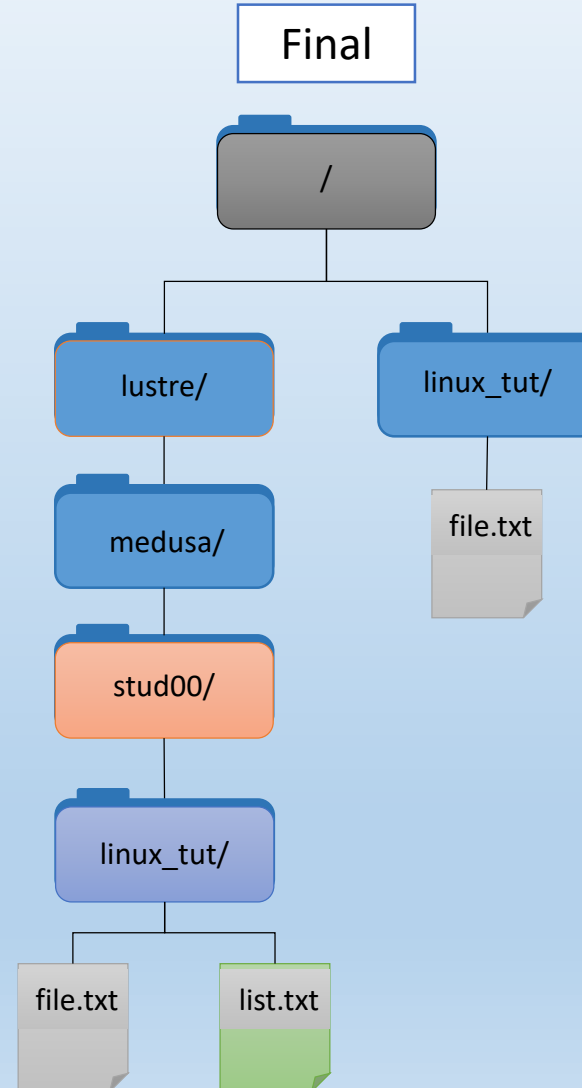 Final
/
lustre/
linux_tut/
medusa/
file.txt
stud00/
linux_tut/
file.txt
list.txt